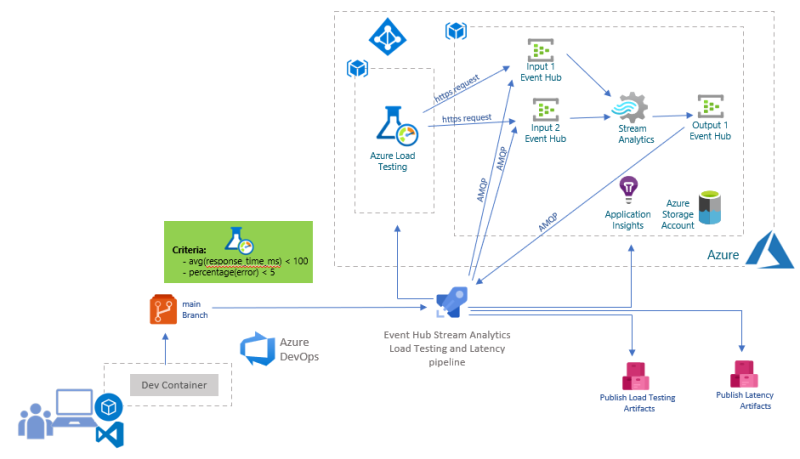 Input 1
Event Hub
https request
https request
Input 2
Event Hub
Stream
Analytics
Output 1
Event Hub
Azure Load
Testing
AMQP
AMQP
AMQP
Application
Insights
Azure
Storage
Account
Azure
Criteria:
- avg(response_time_ms) < 100
- percentage(error) < 5
main
Branch
Azure
DevOps
Event Hub Stream Analytics
Load Testing and Latency
pipeline
Dev Container
Publish Load Testing
Artifacts
Publish Latency
Artifacts